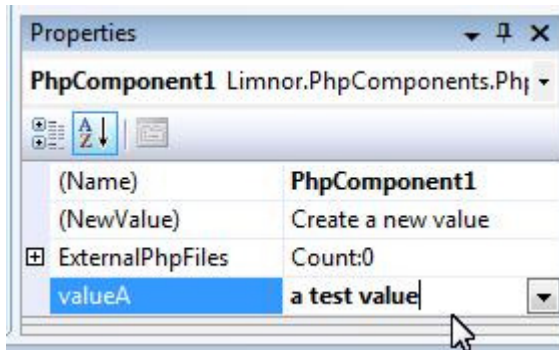 Properties
PhpComponent1 Limnor.PhpComponents.Php
(Name) PhpComponent1
(NewValue) Create a new value
ExternalPhpFiles Count:0
valueA a test value